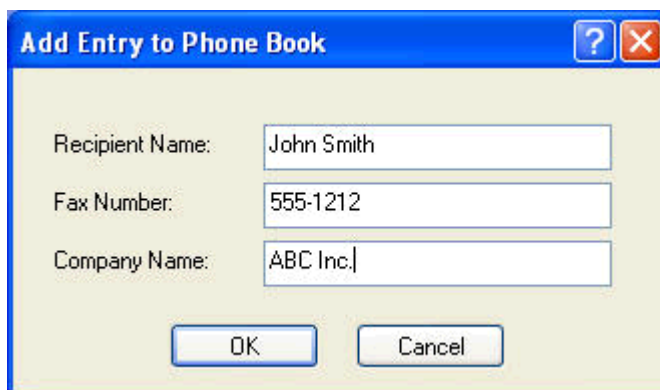 Add Entry to Phone Book
Recipient Name: John Smith
Fax Number: 555-1212
Company Name: ABC Inc.
OK Cancel